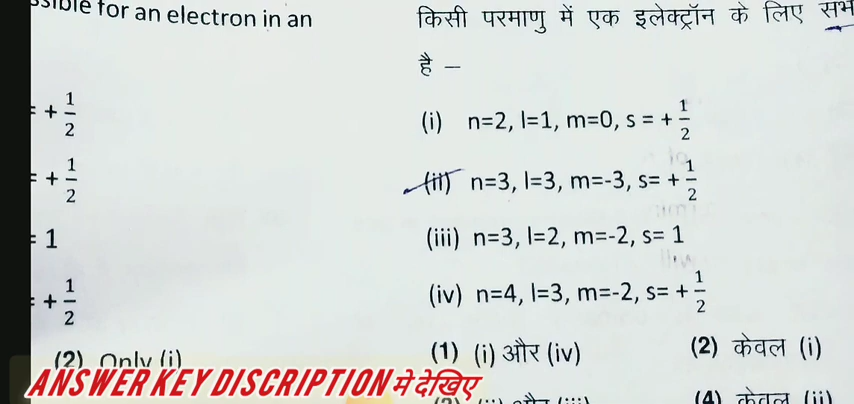 for an electron in an
= + 1/2
= + 1/2
= 1
= + 1/2
(2) Only (i)
किसी परमाणु में एक इलेक्ट्रॉन के लिए
है –
(i) n=2, l=1, m=0, s = + 1/2
(ii) n=3, l=3, m=-3, s= + 1/2
(iii) n=3, l=2, m=-2, s= 1
(iv) n=4, l=3, m=-2, s= + 1/2
(1) (i) और (iv)
(2) केवल (i)
(4) केवल (ii)
ANSWER KEY DISCRIPTION मे देखिए